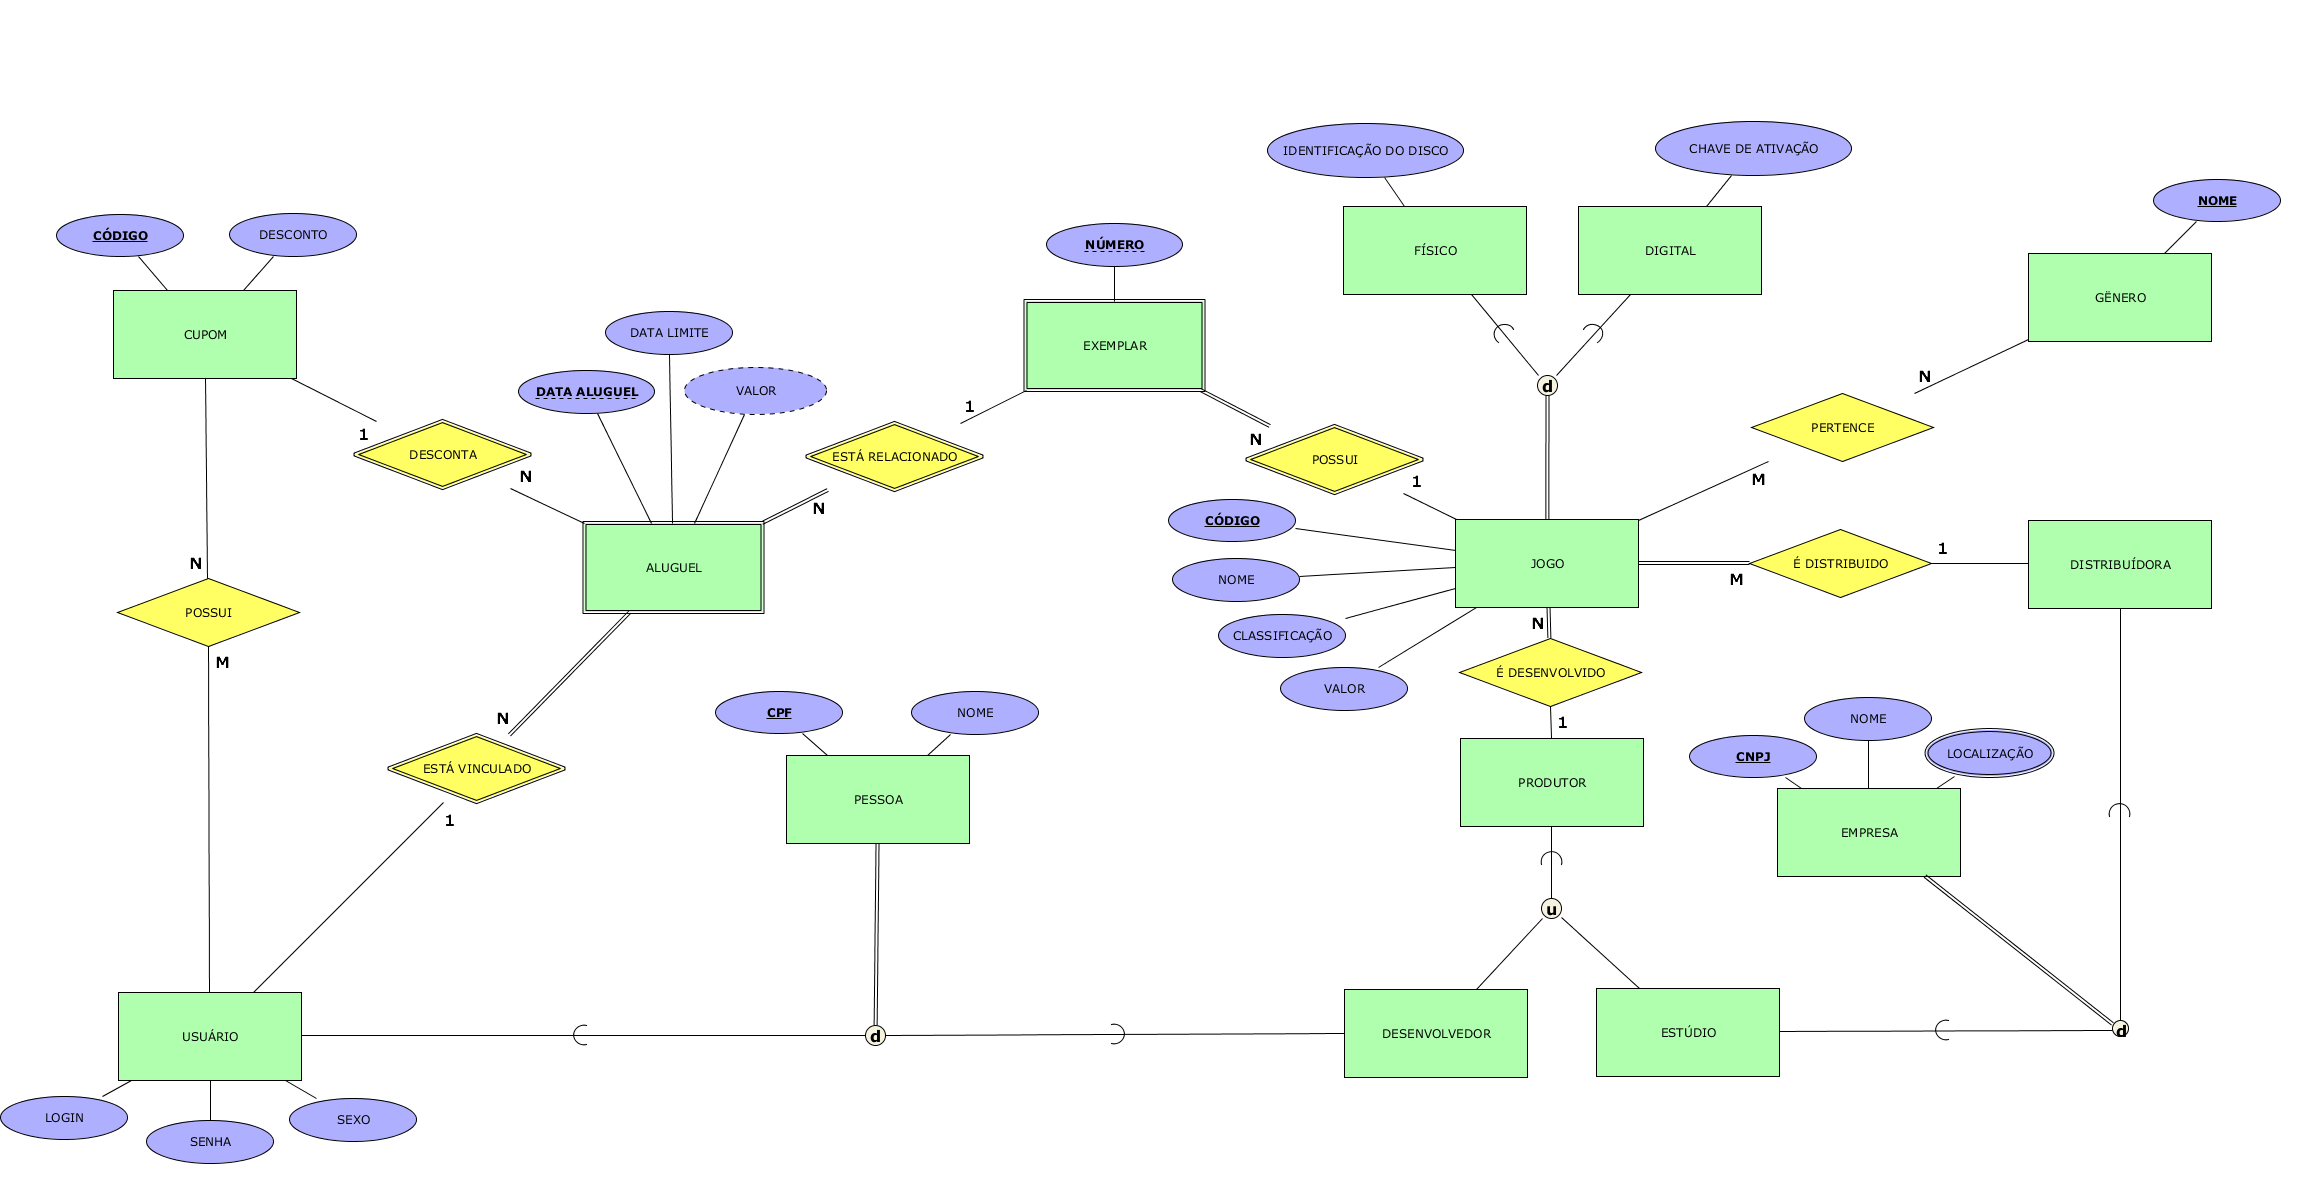 IDENTIFICAÇÃO DO DISCO
CHAVE DE ATIVAÇÃO
NOME
CÓDIGO
DESCONTO
NÚMERO
FÍSICO
DIGITAL
GÊNERO
CUPOM
DATA LIMITE
EXEMPLAR
DATA ALUGUEL
VALOR
d
N
1
1
N
PERTENCE
DESCONTA
N
ESTÁ RELACIONADO
N
POSSUI
1
M
CÓDIGO
N
ALUGUEL
JOGO
É DISTRIBUIDO
1
M
DISTRIBUÍDORA
N
NOME
POSSUI
M
CLASSIFICAÇÃO
N
É DESENVOLVIDO
VALOR
1
N
CPF
NOME
NOME
CNPJ
LOCALIZAÇÃO
ESTÁ VINCULADO
1
PESSOA
PRODUTOR
EMPRESA
u
USUÁRIO
d
DESENVOLVEDOR
ESTÚDIO
d
LOGIN
SENHA
SEXO